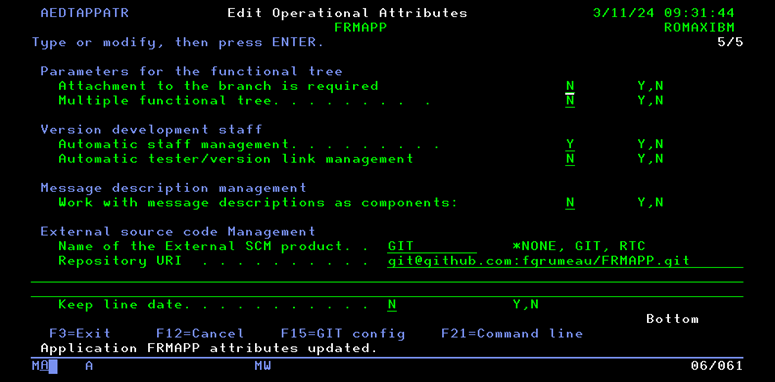 AEDTAPPATR Edit Operational Attributes 3/11/24 09:31:44
FRMAPP ROMAXIBM
Type or modify, then press ENTER. 5/5
Parameters for the functional tree
Attachment to the branch is required N Y,N
Multiple functional tree. . . . . . . . . . N Y,N
Version development staff
Automatic staff management. . . . . . . . . Y Y,N
Automatic tester/version link management N Y,N
Message description management
Work with message descriptions as components: N Y,N
External source code Management
Name of the External SCM product. . . GIT *NONE, GIT, RTC
Repository URI . . . . . . . . . . git@github.com:fgrumeau/FRMAPP.git
Keep line date. . . . . . . . . . . N Y,N
Bottom
F3=Exit F12=Cancel F15=GIT config F21=Command line
Application FRMAPP attributes updated.
MA A MW 06/061